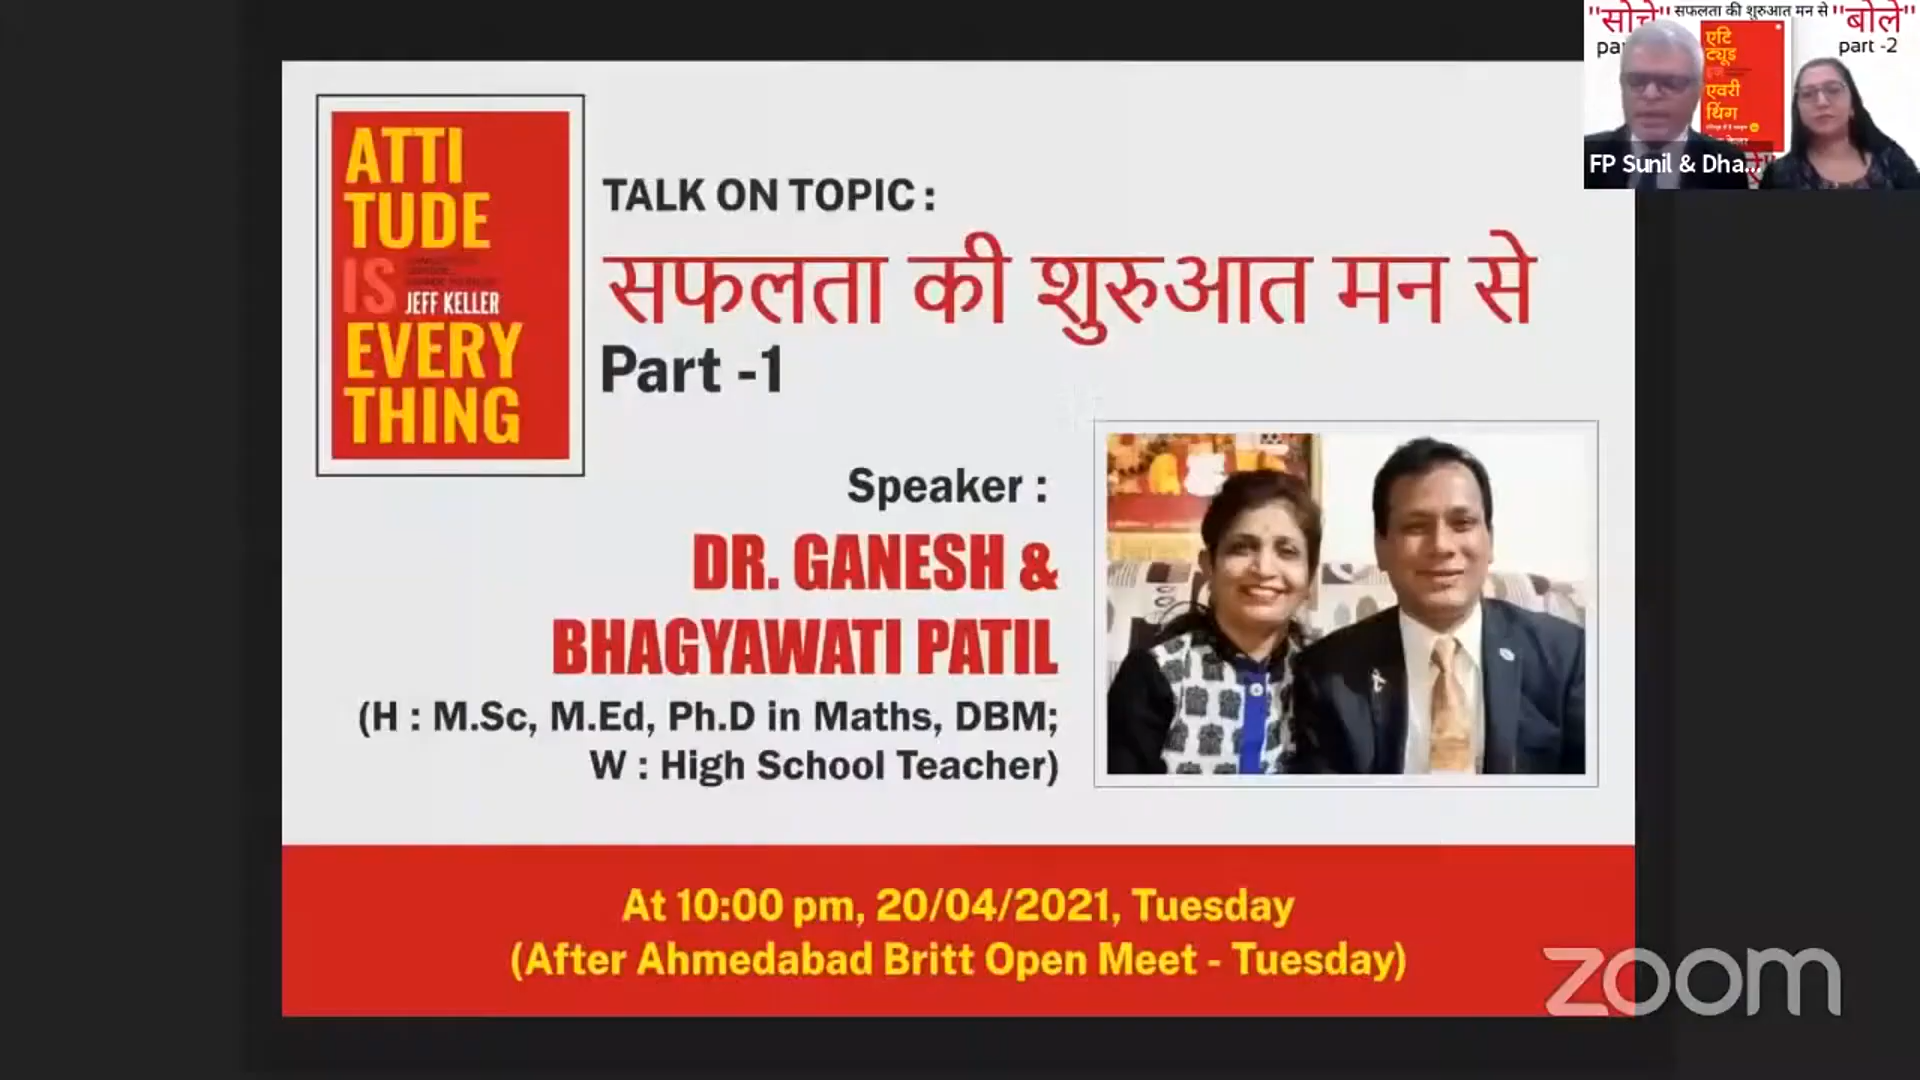 ATTI
TUDE
IS
JEFF KELLER
EVERY
THING
TALK ON TOPIC :
सफलता की शुरुआत मन से
Part -1
Speaker :
DR. GANESH &
BHAGYAWATI PATIL
(H : M.Sc, M.Ed, Ph.D in Maths, DBM;
W : High School Teacher)
At 10:00 pm, 20/04/2021, Tuesday
(After Ahmedabad Britt Open Meet - Tuesday)
zoom
"सोचे" सफलता की शुरुआत मन से "बोले"
part -2
एटि
ट्यूड
इज
एवरी
थिंग
FP Sunil & Dha...